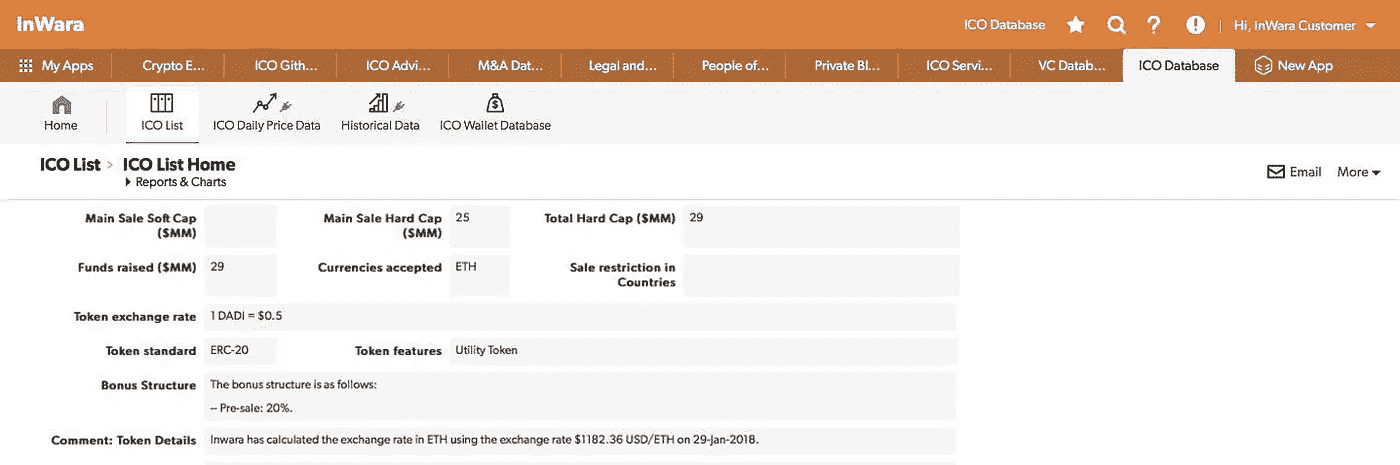 InWara
ICO Database
Hi, InWara Customer
My Apps
Crypto E...
ICO Gith...
ICO Advi...
M&A Dat...
Legal and...
People of...
Private Bl...
ICO Servi...
VC Datab...
ICO Database
New App
Home
ICO List
ICO Daily Price Data
Historical Data
ICO Wallet Database
ICO List > ICO List Home
Reports & Charts
Email
More
Main Sale Soft Cap
($MM)
Main Sale Hard Cap
($MM)
25
Total Hard Cap ($MM)
29
Funds raised ($MM)
29
Currencies accepted
ETH
Sale restriction in
Countries
Token exchange rate
1 DADI = $0.5
Token standard
ERC-20
Token features
Utility Token
Bonus Structure
The bonus structure is as follows:
-- Pre-sale: 20%.
Comment: Token Details
Inwara has calculated the exchange rate in ETH using the exchange rate $1182.36 USD/ETH on 29-Jan-2018.